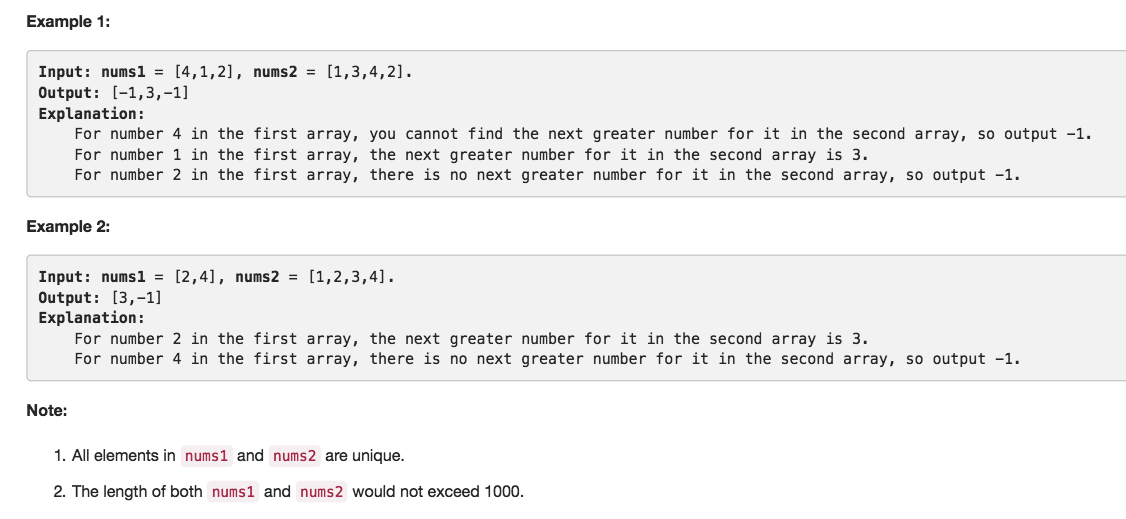 Example 1:
Input: nums1 = [4,1,2], nums2 = [1,3,4,2].
Output: [-1,3,-1]
Explanation:
For number 4 in the first array, you cannot find the next greater number for it in the second array, so output -1.
For number 1 in the first array, the next greater number for it in the second array is 3.
For number 2 in the first array, there is no next greater number for it in the second array, so output -1.
Example 2:
Input: nums1 = [2,4], nums2 = [1,2,3,4].
Output: [3,-1]
Explanation:
For number 2 in the first array, the next greater number for it in the second array is 3.
For number 4 in the first array, there is no next greater number for it in the second array, so output -1.
Note:
1. All elements in nums1 and nums2 are unique.
2. The length of both nums1 and nums2 would not exceed 1000.